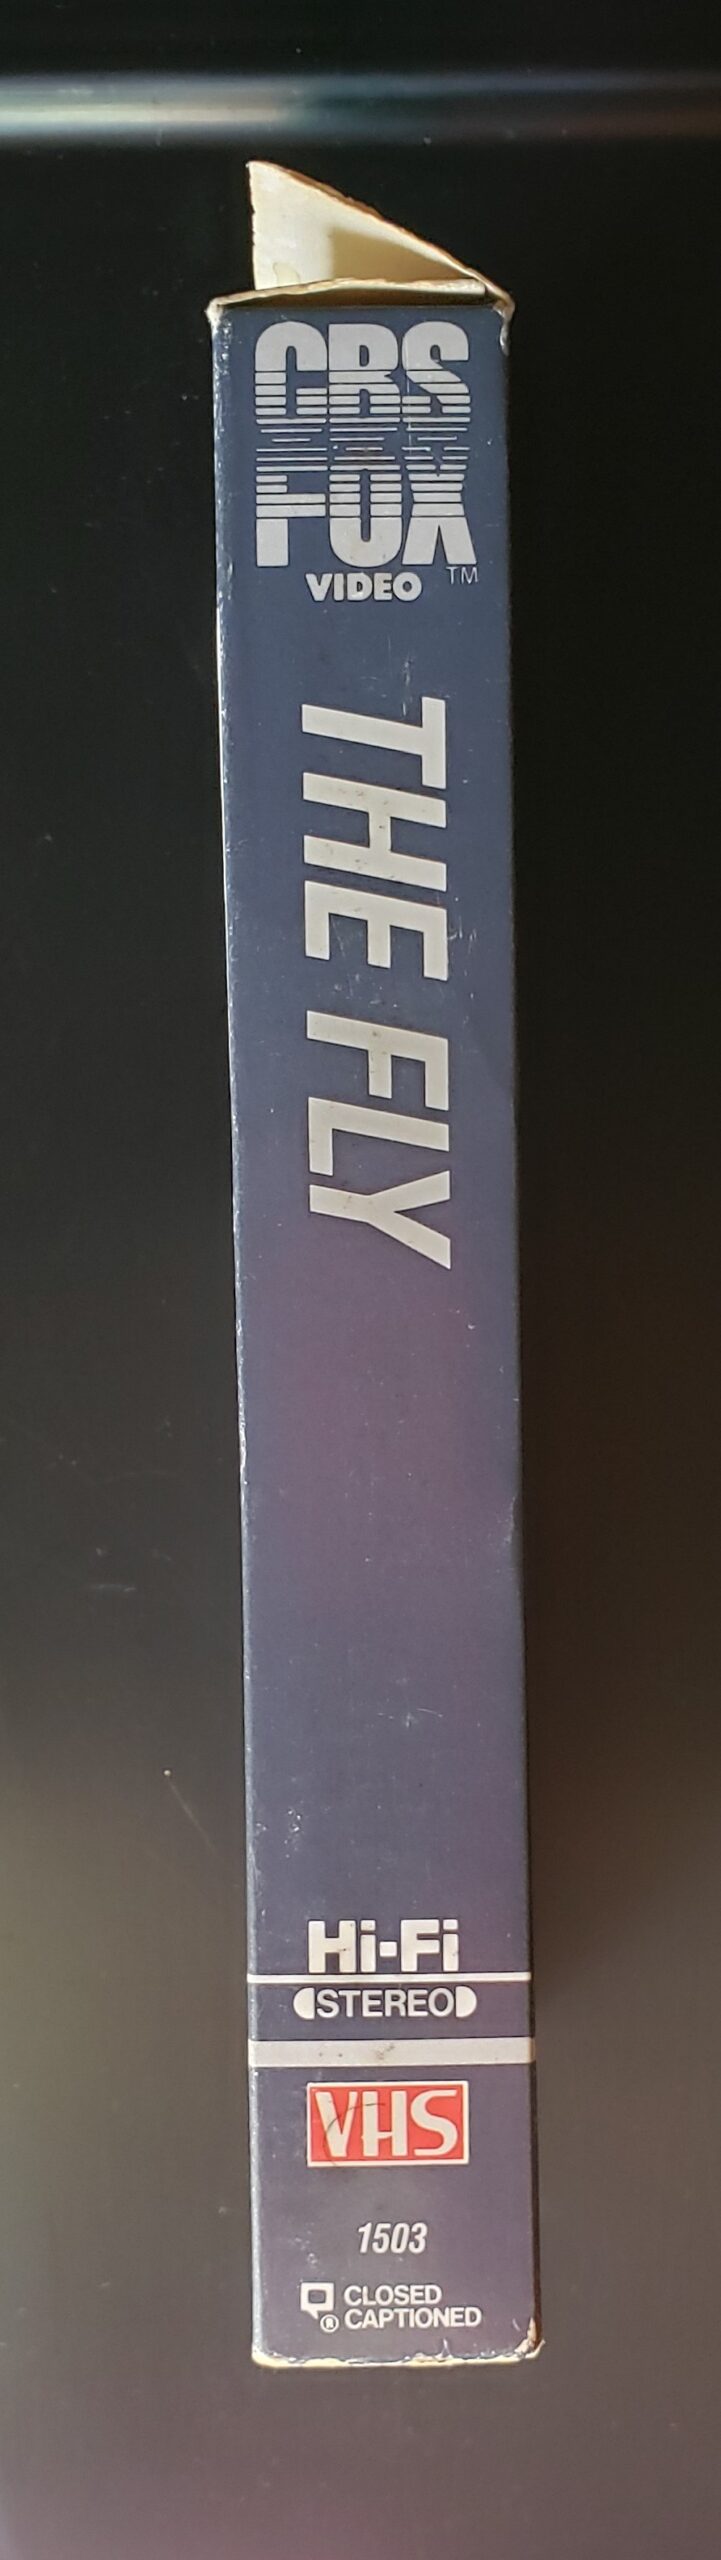 CBS
FOX
VIDEO ™
THE FLY
Hi-Fi
STEREO
VHS
1503
® CLOSED
CAPTIONED